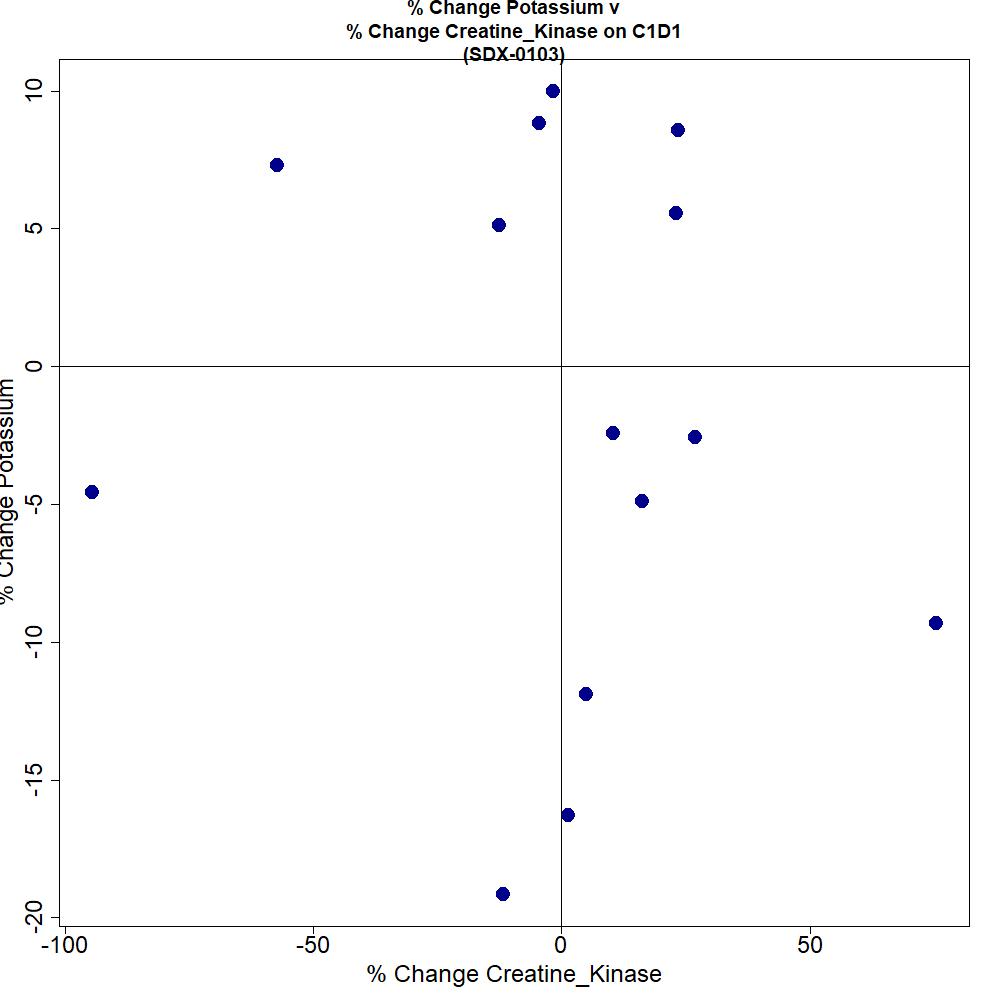 % Change Potassium v
% Change Creatine_Kinase on C1D1
(SDX-0103)
10
5
0
-5
-10
-15
-20
% Change Potassium
-100
-50
0
50
% Change Creatine_Kinase